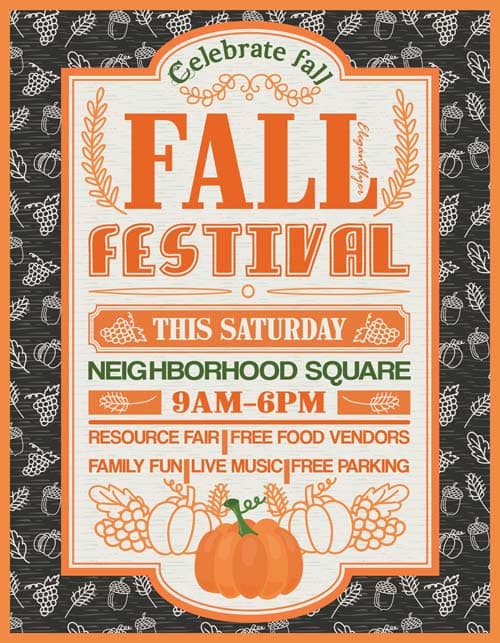 Celebrate fall
FALL
ElegantFlyer
FESTIVAL
THIS SATURDAY
NEIGHBORHOOD SQUARE
9AM-6PM
RESOURCE FAIR | FREE FOOD VENDORS
FAMILY FUN | LIVE MUSIC | FREE PARKING